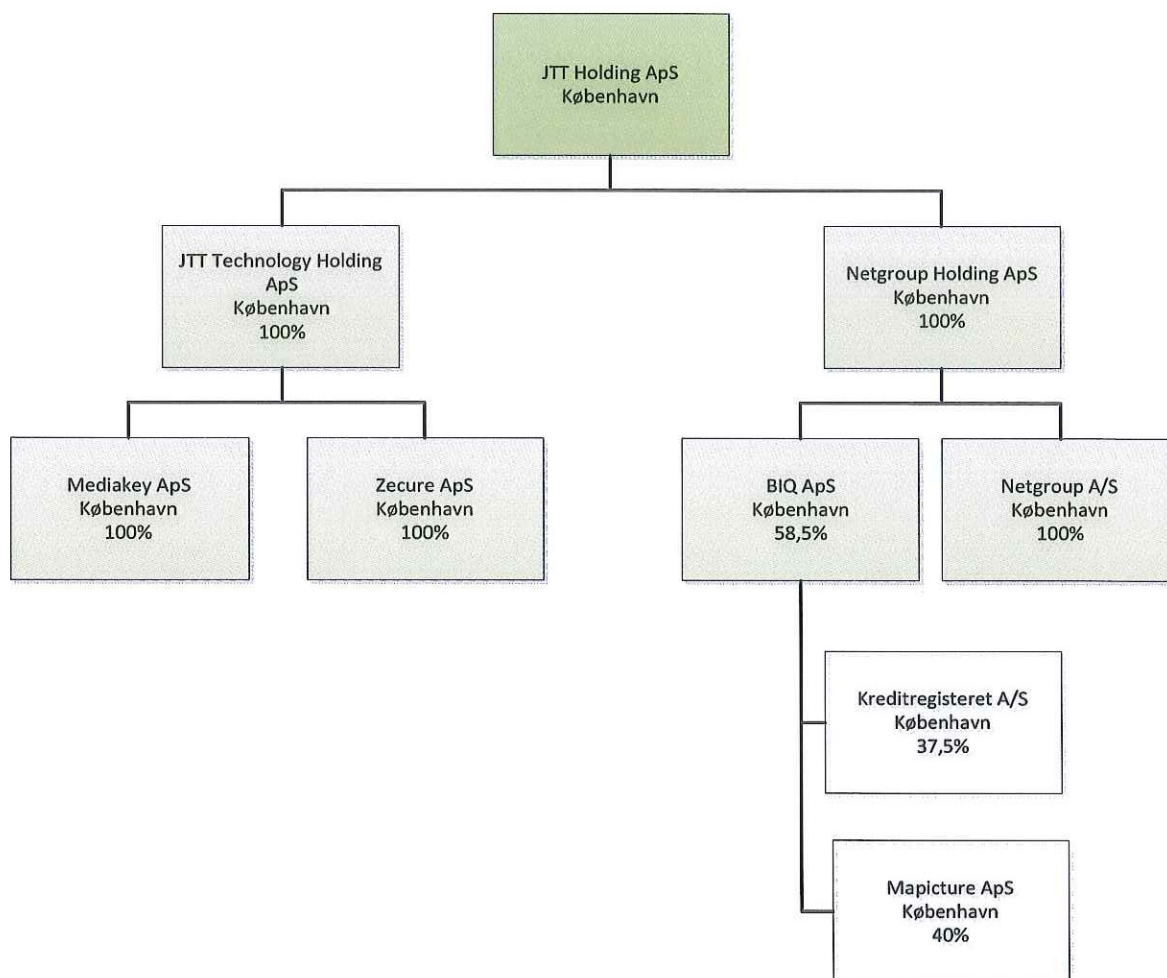 JTT Holding ApS
København
JTT Technology Holding
ApS
København
100%
Netgroup Holding ApS
København
100%
Mediakey ApS
København
100%
Zecure ApS
København
100%
BIQ ApS
København
58,5%
Netgroup A/S
København
100%
Kreditregisteret A/S
København
37,5%
Mapicture ApS
København
40%